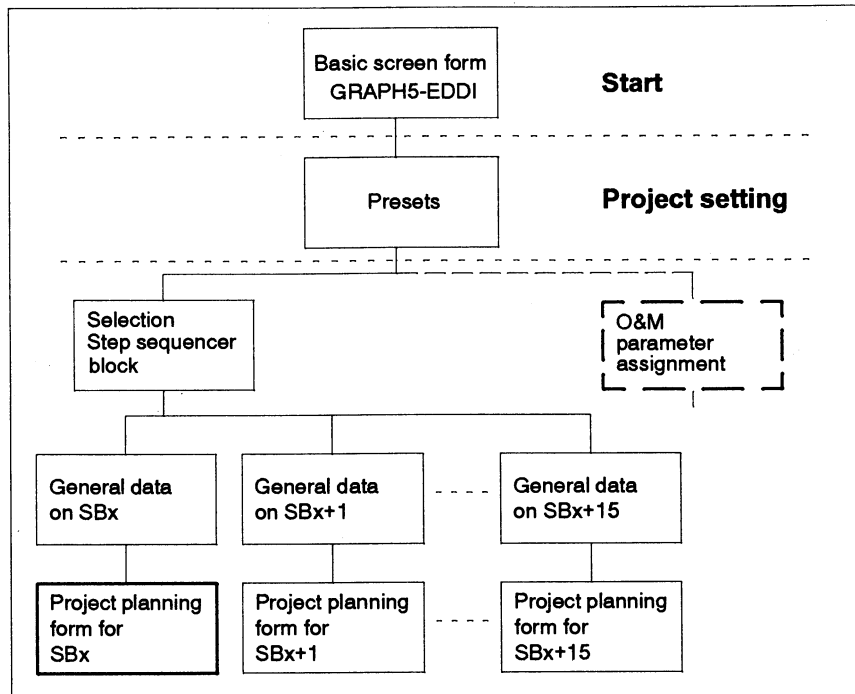 Basic screen form
GRAPH5-EDDI
Start
Presets
Project setting
Selection
Step sequencer
block
O&M
parameter
assignment
General data
on SBx
General data
on SBx+1
General data
on SBx+15
Project planning
form for
SBx
Project planning
form for
SBx+1
Project planning
form for
SBx+15